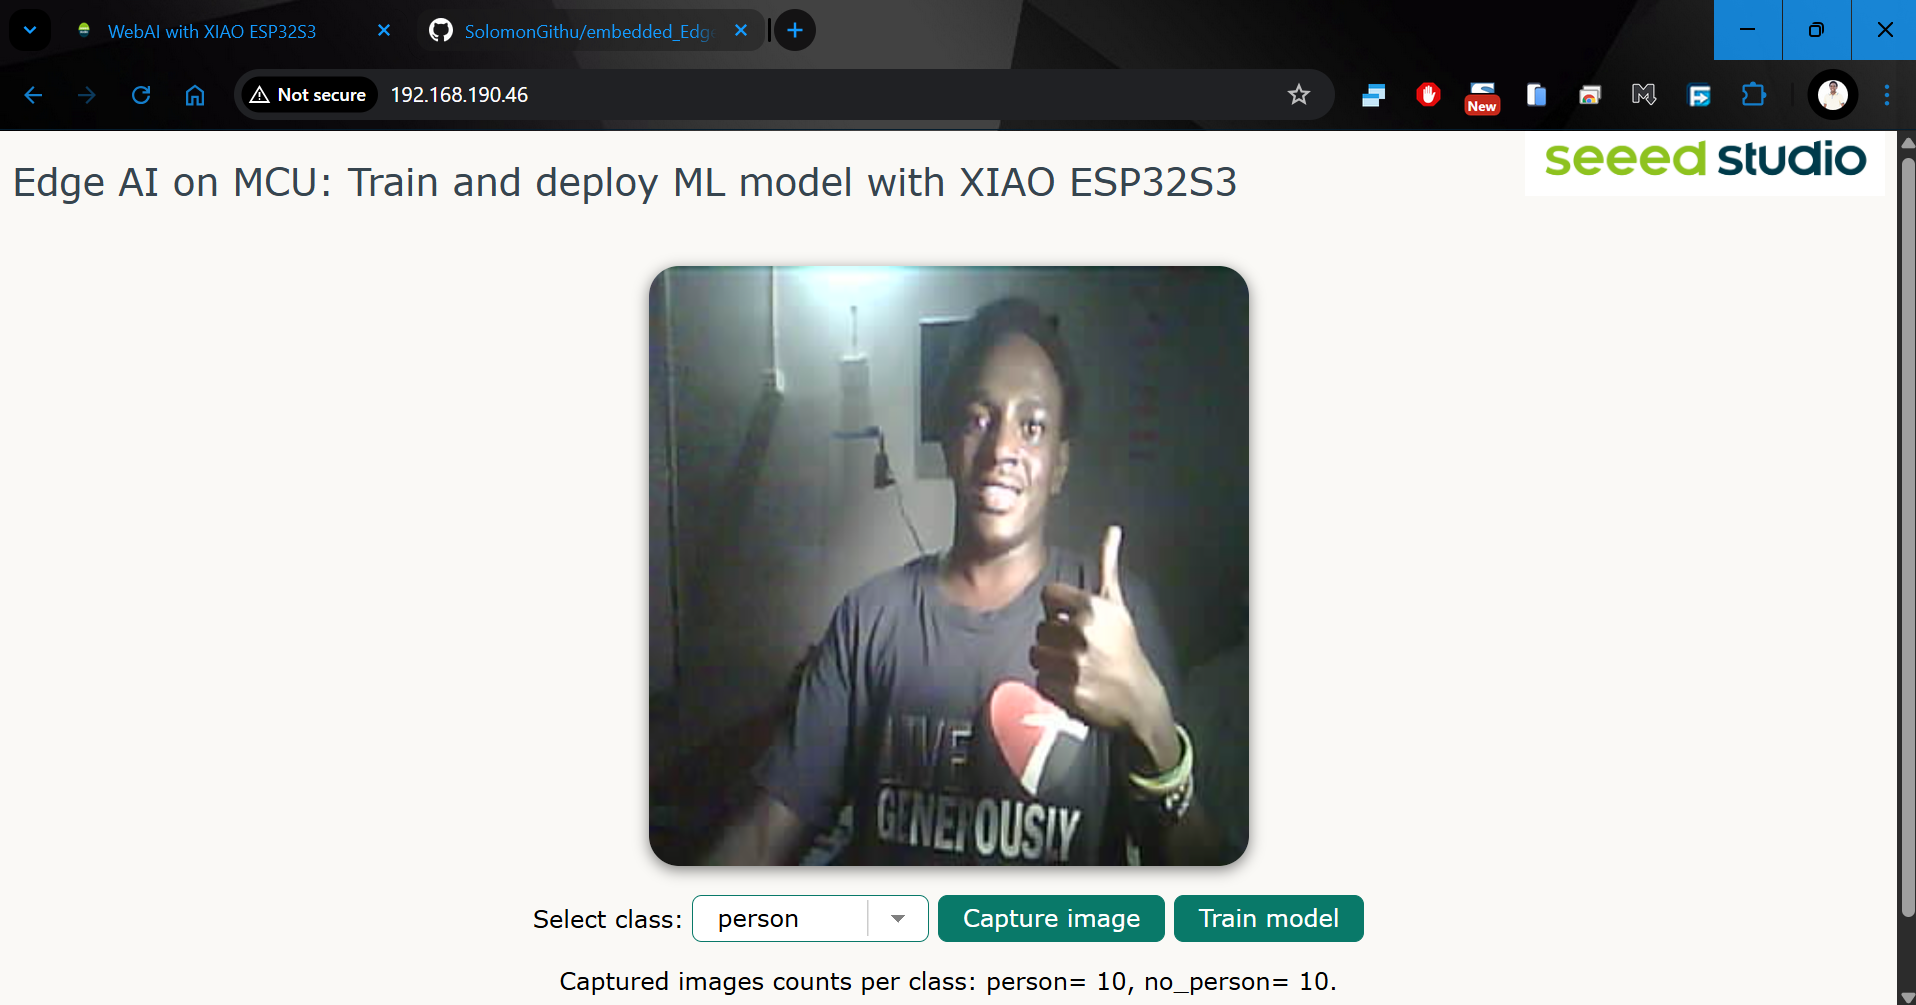 WebAI with XIAO ESP32S3
SolomonGithu/embedded_Edg
Not secure
192.168.190.46
New
Edge AI on MCU: Train and deploy ML model with XIAO ESP32S3
seeed studio
LIVE
GENEROUSLY
Select class:
person
Capture image
Train model
Captured images counts per class: person= 10, no_person= 10.